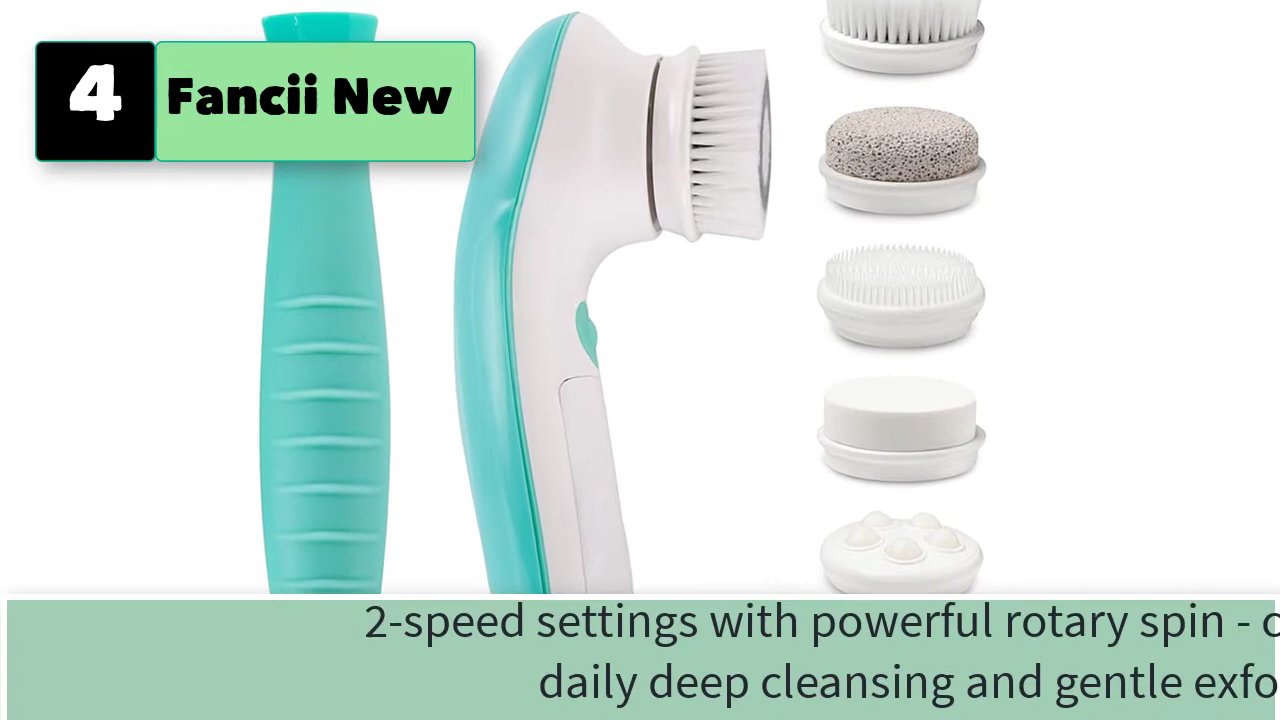 4 Fancii New
2-speed settings with powerful rotary spin -
daily deep cleansing and gentle